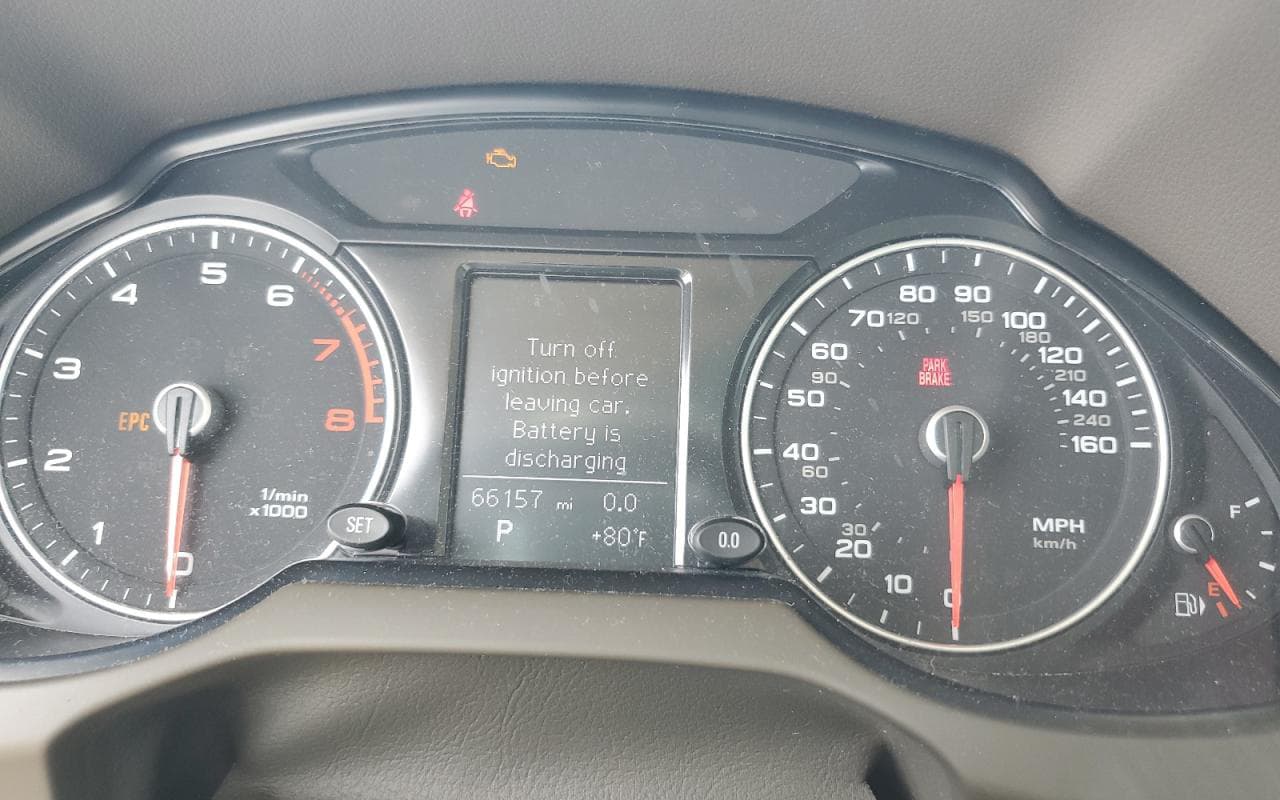 Turn off
ignition before
leaving car.
Battery is
discharging
66157 mi 0.0
P +80°F
0
1
2
3
4
5
6
7
8
EPC
1/min
x1000
SET
0.0
0
10
20
30
40
50
60
70
80
90
100
120
140
160
30
60
90
120
150
180
210
240
PARK
BRAKE
MPH
km/h
F
E